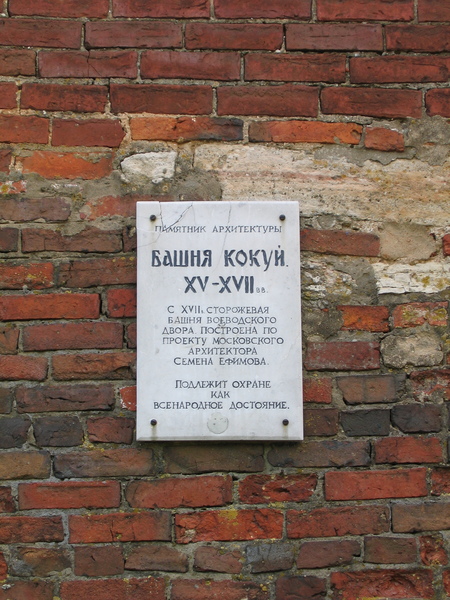 ПАМЯТНИК АРХИТЕКТУРЫ
БАШНЯ КОКУЙ.
XV-XVII ВВ.
С XVII В. СТОРОЖЕВАЯ
БАШНЯ ВОЕВОДСКОГО
ДВОРА ПОСТРОЕНА ПО
ПРОЕКТУ МОСКОВСКОГО
АРХИТЕКТОРА
СЕМЕНА ЕФИМОВА.
ПОДЛЕЖИТ ОХРАНЕ
КАК
ВСЕНАРОДНОЕ ДОСТОЯНИЕ.